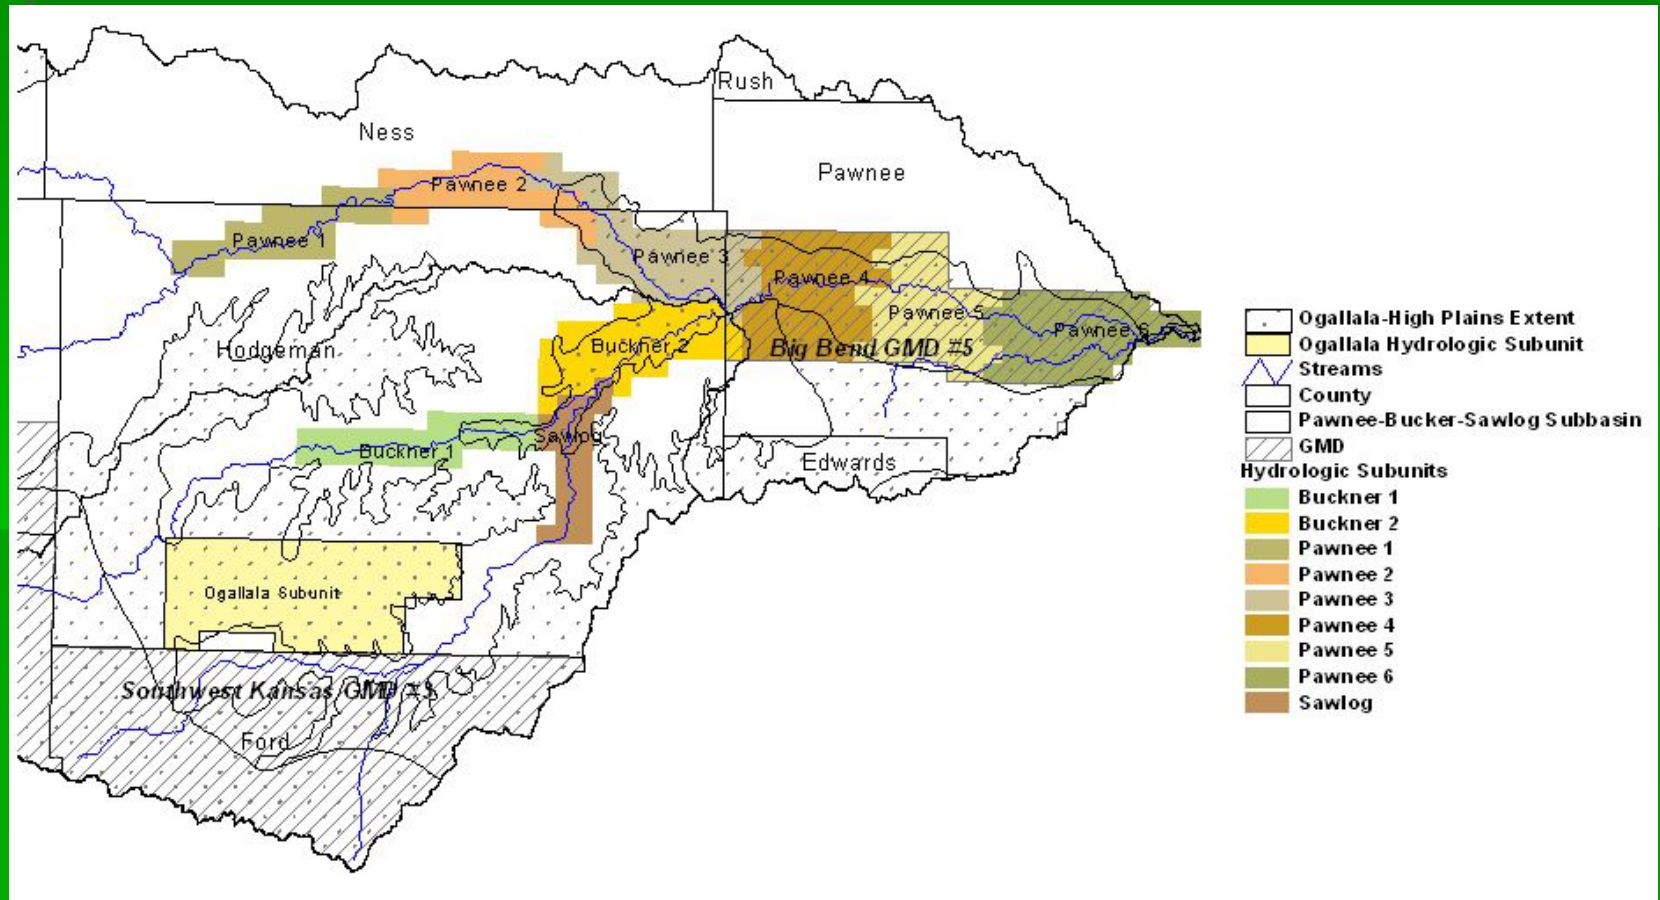 Rush
Ness
Pawnee
Pawnee 2
Pawnee 1
Pawnee 3
Pawnee 4
Pawnee 5
Pawnee 6
Hodgeman
Buckner 2
Big Bend GMD #5
Sawlog
Buckner 1
Edwards
Ogallala Subunit
Southwest Kansas GMD #3
Ford
Ogallala-High Plains Extent
Ogallala Hydrologic Subunit
Streams
County
Pawnee-Bucker-Sawlog Subbasin
GMD
Hydrologic Subunits
Buckner 1
Buckner 2
Pawnee 1
Pawnee 2
Pawnee 3
Pawnee 4
Pawnee 5
Pawnee 6
Sawlog